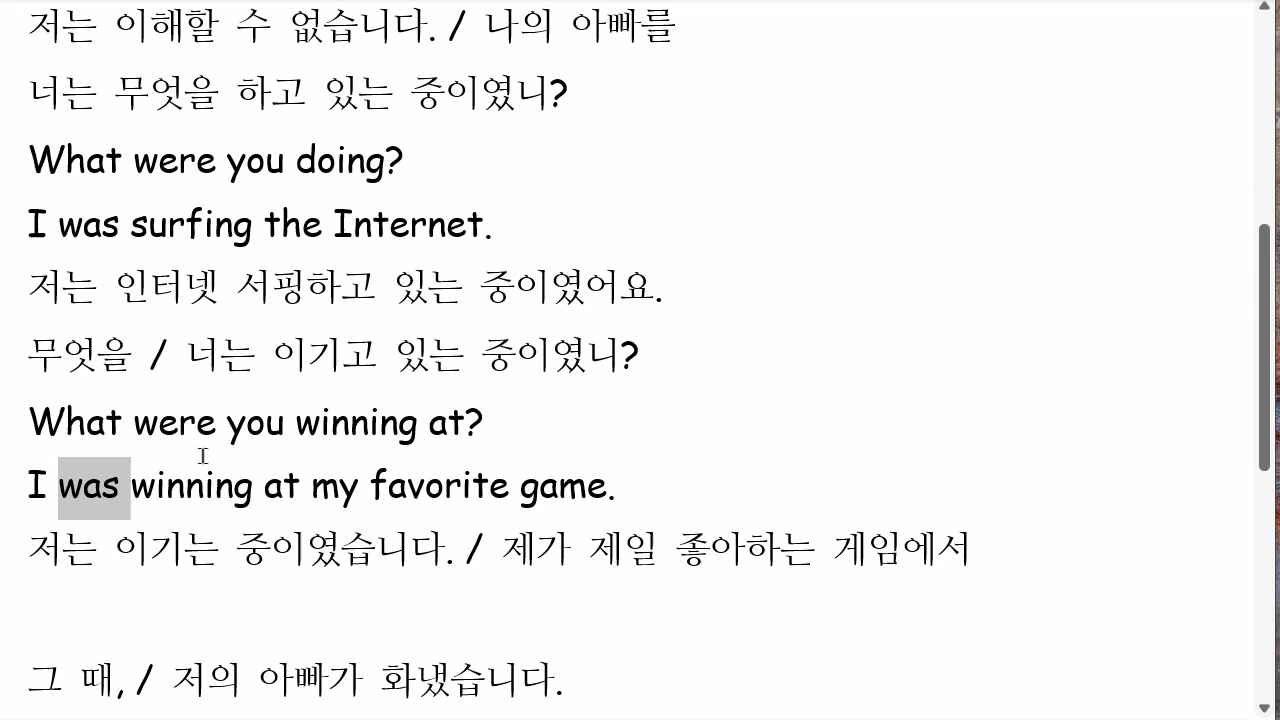 저는 이해할 수 없습니다. / 나의 아빠를
너는 무엇을 하고 있는 중이였니?
What were you doing?
I was surfing the Internet.
저는 인터넷 서핑하고 있는 중이였어요.
무엇을 / 너는 이기고 있는 중이였니?
What were you winning at?
I was winning at my favorite game.
저는 이기는 중이였습니다. / 제가 제일 좋아하는 게임에서
그 때, / 저의 아빠가 화냈습니다.